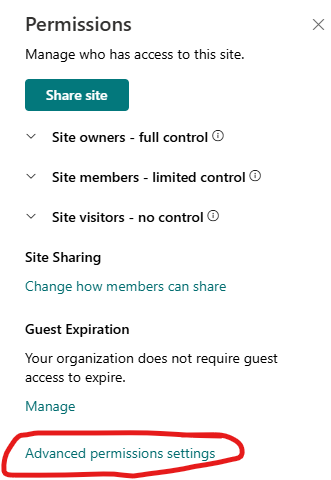 Permissions
Manage who has access to this site.
Share site
Site owners - full control
Site members - limited control
Site visitors - no control
Site Sharing
Change how members can share
Guest Expiration
Your organization does not require guest
access to expire.
Manage
Advanced permissions settings